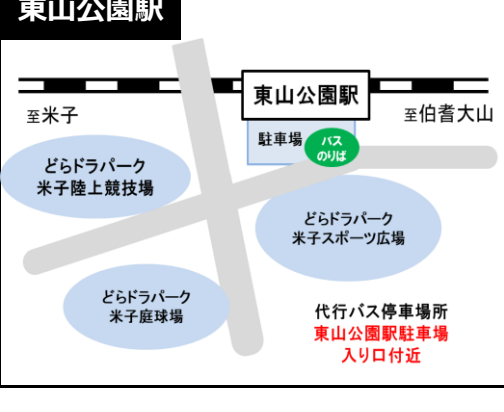 東山公園駅
東山公園駅
至米子
至伯耆大山
駐車場
バス
のりば
どらドラパーク
米子陸上競技場
どらドラパーク
米子スポーツ広場
どらドラパーク
米子庭球場
代行バス停車場所
東山公園駅駐車場
入り口付近